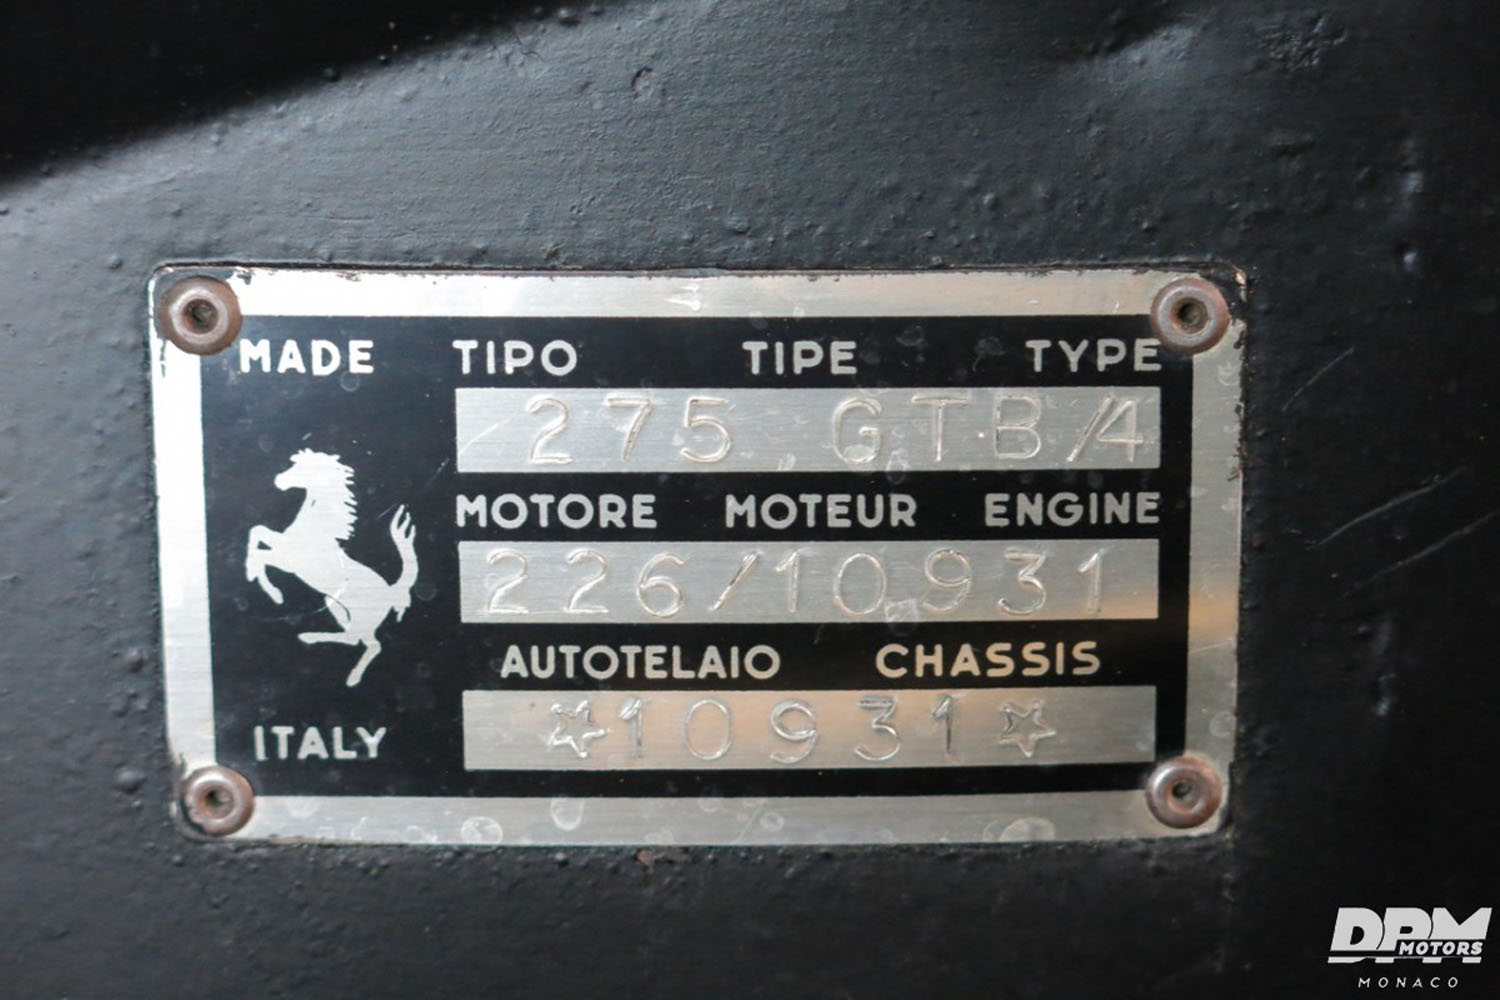 MADE TIPO TIPE TYPE
275 GTB/4
MOTORE MOTEUR ENGINE
226/10931
AUTOTELAIO CHASSIS
☆10931☆
ITALY
DPM MOTORS
MONACO